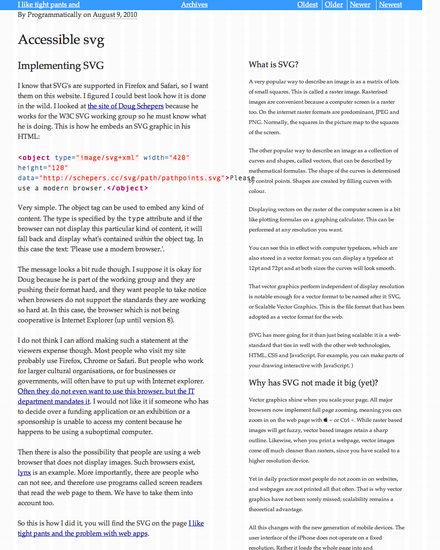 I like tight pants and
Archives
Oldest
Older
Newer
Newest
By Programmatically on August 9, 2010
Accessible svg
Implementing SVG
I know that SVG's are supported in Firefox and Safari, so I want
them on my website. I figured I could best look how it is done
in the wild. I looked at the site of Doug Schepers because he
works for the W3C SVG working group so he must know what
he is doing. This is how he embeds an SVG graphic in his
HTML:
<object type="image/svg+xml" width="420"
height="120"
data="http://schepers.cc/svg/path/pathpoints.svg">Please
use a modern browser.</object>
Very simple. The object tag can be used to embed any kind of
content. The type is specified by the type attribute and if the
browser can not display this particular kind of content, it will
fall back and display what's contained within the object tag. In
this case the text: 'Please use a modern browser.'.
The message looks a bit rude though. I suppose it is okay for
Doug because he is part of the working group and they are
pushing their format hard, and they want people to take notice
when browsers do not support the standards they are working
so hard at. In this case, the browser which is not being
cooperative is Internet Explorer (up until version 8).
I do not think I can afford making such a statement at the
viewers expense though. Most people who visit my site
probably use Firefox, Chrome or Safari. But people who work
for larger cultural organisations, or for businesses or
governments, will often have to put up with Internet explorer.
Often they do not even want to use this browser, but the IT
department mandates it. I would not like it if someone who has
to decide over a funding application or an exhibition or a
sponsorship is unable to access my content because he
happens to be using a suboptimal computer.
Then there is also the possibility that people are using a web
browser that does not display images. Such browsers exist,
lynx is an example. More importantly, there are people who
can not see, and therefore use programs called screen readers
that read the web page to them. We have to take them into
account too.
So this is how I did it, you will find the SVG on the page I like
tight pants and the problem with web apps.
What is SVG?
A very popular way to describe an image is as a matrix of lots
of small squares. This is called a raster image. Rasterised
images are convenient because a computer screen is a raster
too. On the internet raster formats are predominant, JPEG and
PNG. Normally, the squares in the picture map to the squares
of the screen.
The other popular way to describe an image as a collection of
curves and shapes, called vectors, that can be described by
mathematical formulas. The shape of the curves is determined
by control points. Shapes are created by filling curves with
colour.
Displaying vectors on the raster of the computer screen is a bit
like plotting formulas on a graphing calculator. This can be
performed at any resolution you want.
You can see this in effect with computer typefaces, which are
also stored in a vector format: you can display a typeface at
12pt and 72pt and at both sizes the curves will look smooth.
That vector graphics perform independent of display resolution
is notable enough for a vector format to be named after it SVG,
or Scalable Vector Graphics. This is the file format that has been
adopted as a vector format for the web.
(SVG has more going for it than just being scalable: it is a web-
standard that ties in well with the other web technologies,
HTML, CSS and JavaScript. For example, you can make parts of
your drawing interactive with JavaScript. )
Why has SVG not made it big (yet)?
Vector graphics shine when you scale your page. All major
browsers now implement full page zooming, meaning you can
zoom in on the web page with + or Ctrl +. While raster based
images will get fuzzy, vector based images retain a sharp
outline. Likewise, when you print a webpage, vector images
come off much cleaner than rasters, since you have scaled to a
higher resolution device.
Yet in daily practice most people do not zoom in on websites,
and webpages are not printed all that often. That is why vector
graphics have not been sorely missed; scalability remains a
theoretical advantage.
All this changes with the new generation of mobile devices. The
user interface of the iPhone does not operate on a fixed
resolution. Rather it loads the whole page into and